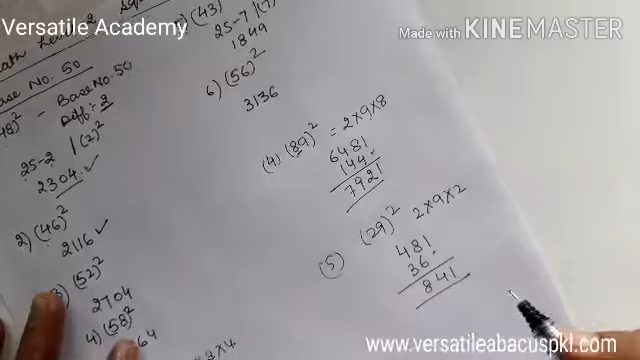 Versatile Academy
Made with KINEMASTER
Base No. 50
(48)² - Base No. 50
Diff: 2
25-2 | (2)²
2304 ✓
2) (46)²
2116 ✓
3) (52)²
2704
4) (58)²
64
(43)²
25-7 | (7)²
1849
6) (56)²
3136
(4) (89)² = 2×9×8
6481
144.
7921
(5) (29)² 2×9×2
481
36.
841
www.versatileabacuspkl.com